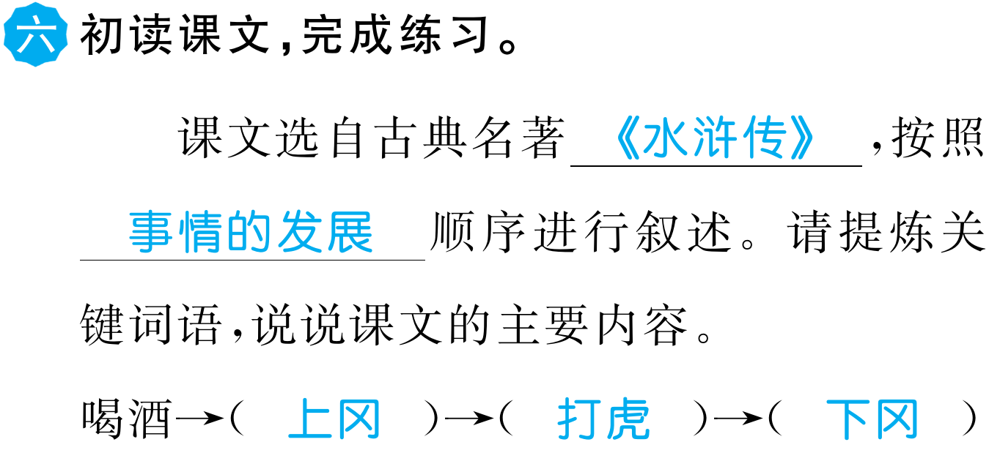 六 初读课文,完成练习。
课文选自古典名著 《水浒传》 ,按照
事情的发展 顺序进行叙述。请提炼关
键词语,说说课文的主要内容。
喝酒→( 上冈 )→( 打虎 )→( 下冈 )